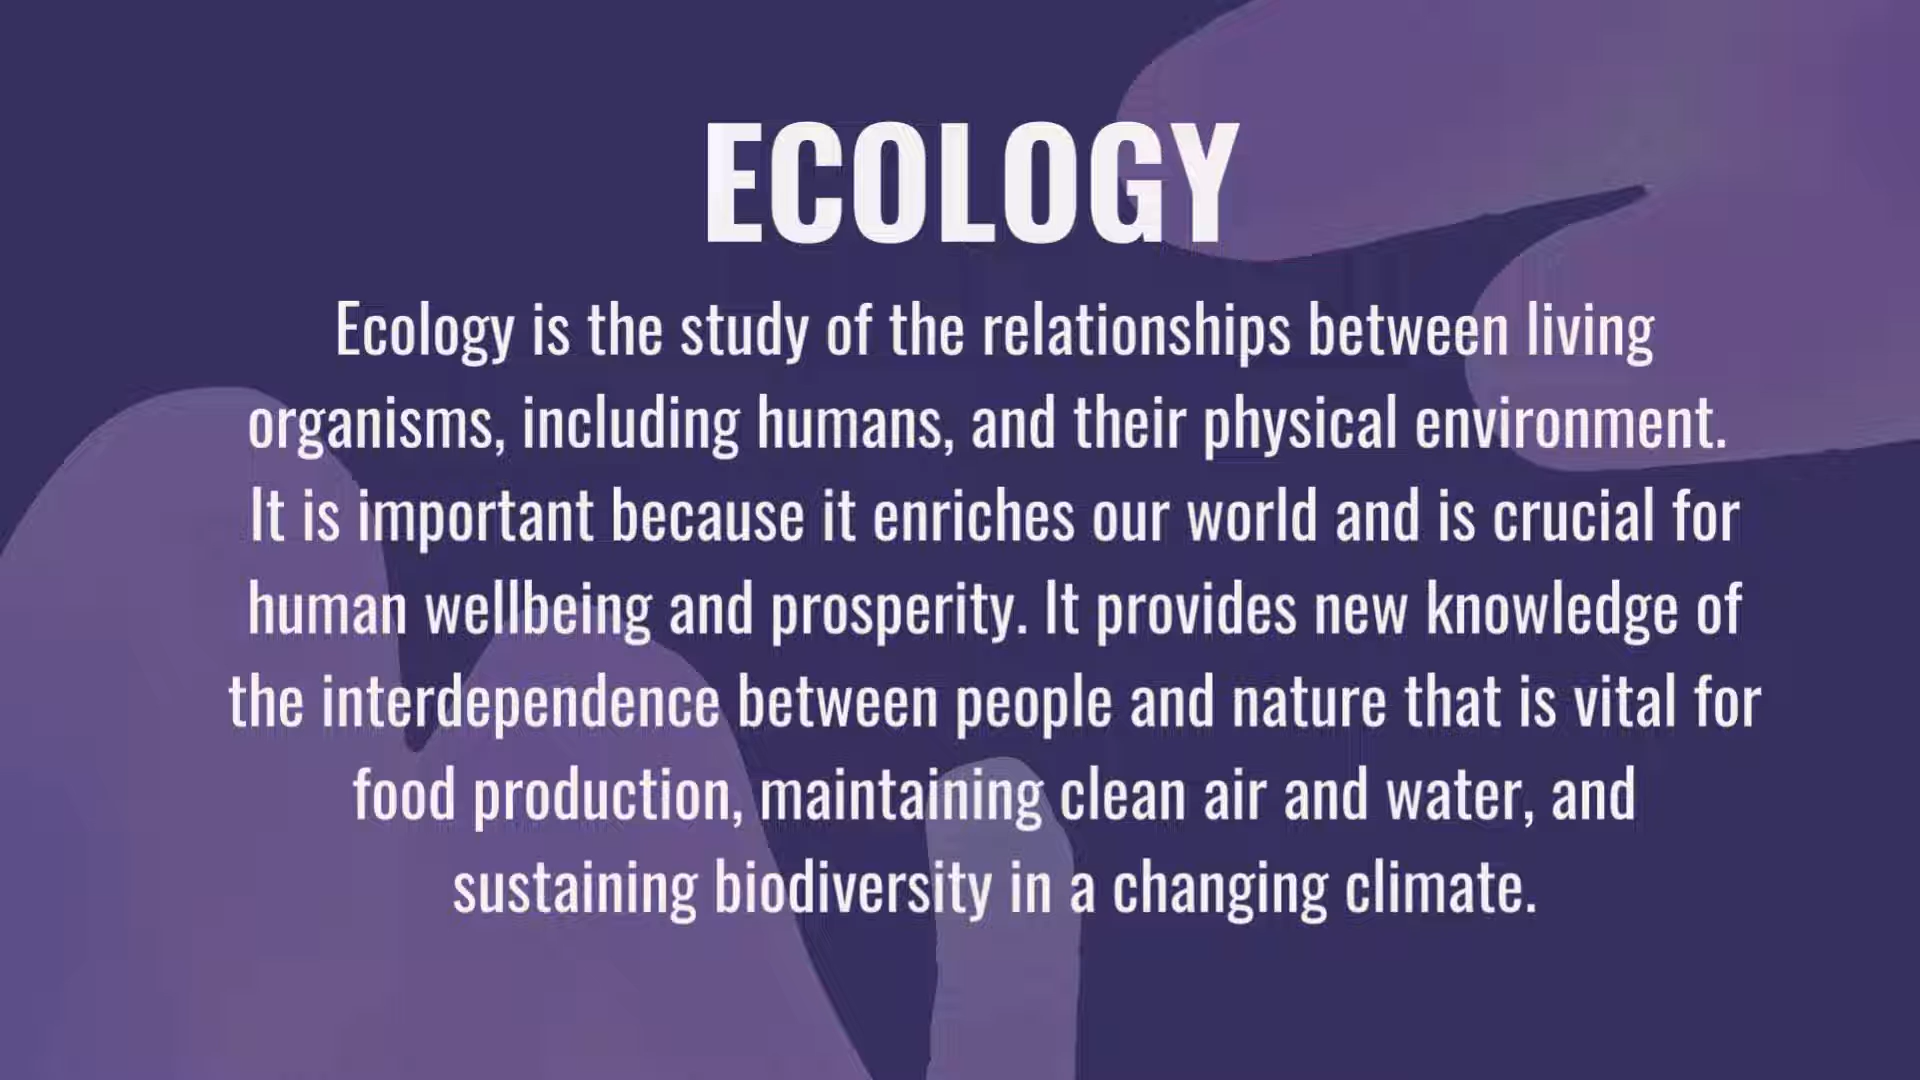 ECOLOGY
Ecology is the study of the relationships between living
organisms, including humans, and their physical environment.
It is important because it enriches our world and is crucial for
human wellbeing and prosperity. It provides new knowledge of
the interdependence between people and nature that is vital for
food production, maintaining clean air and water, and
sustaining biodiversity in a changing climate.